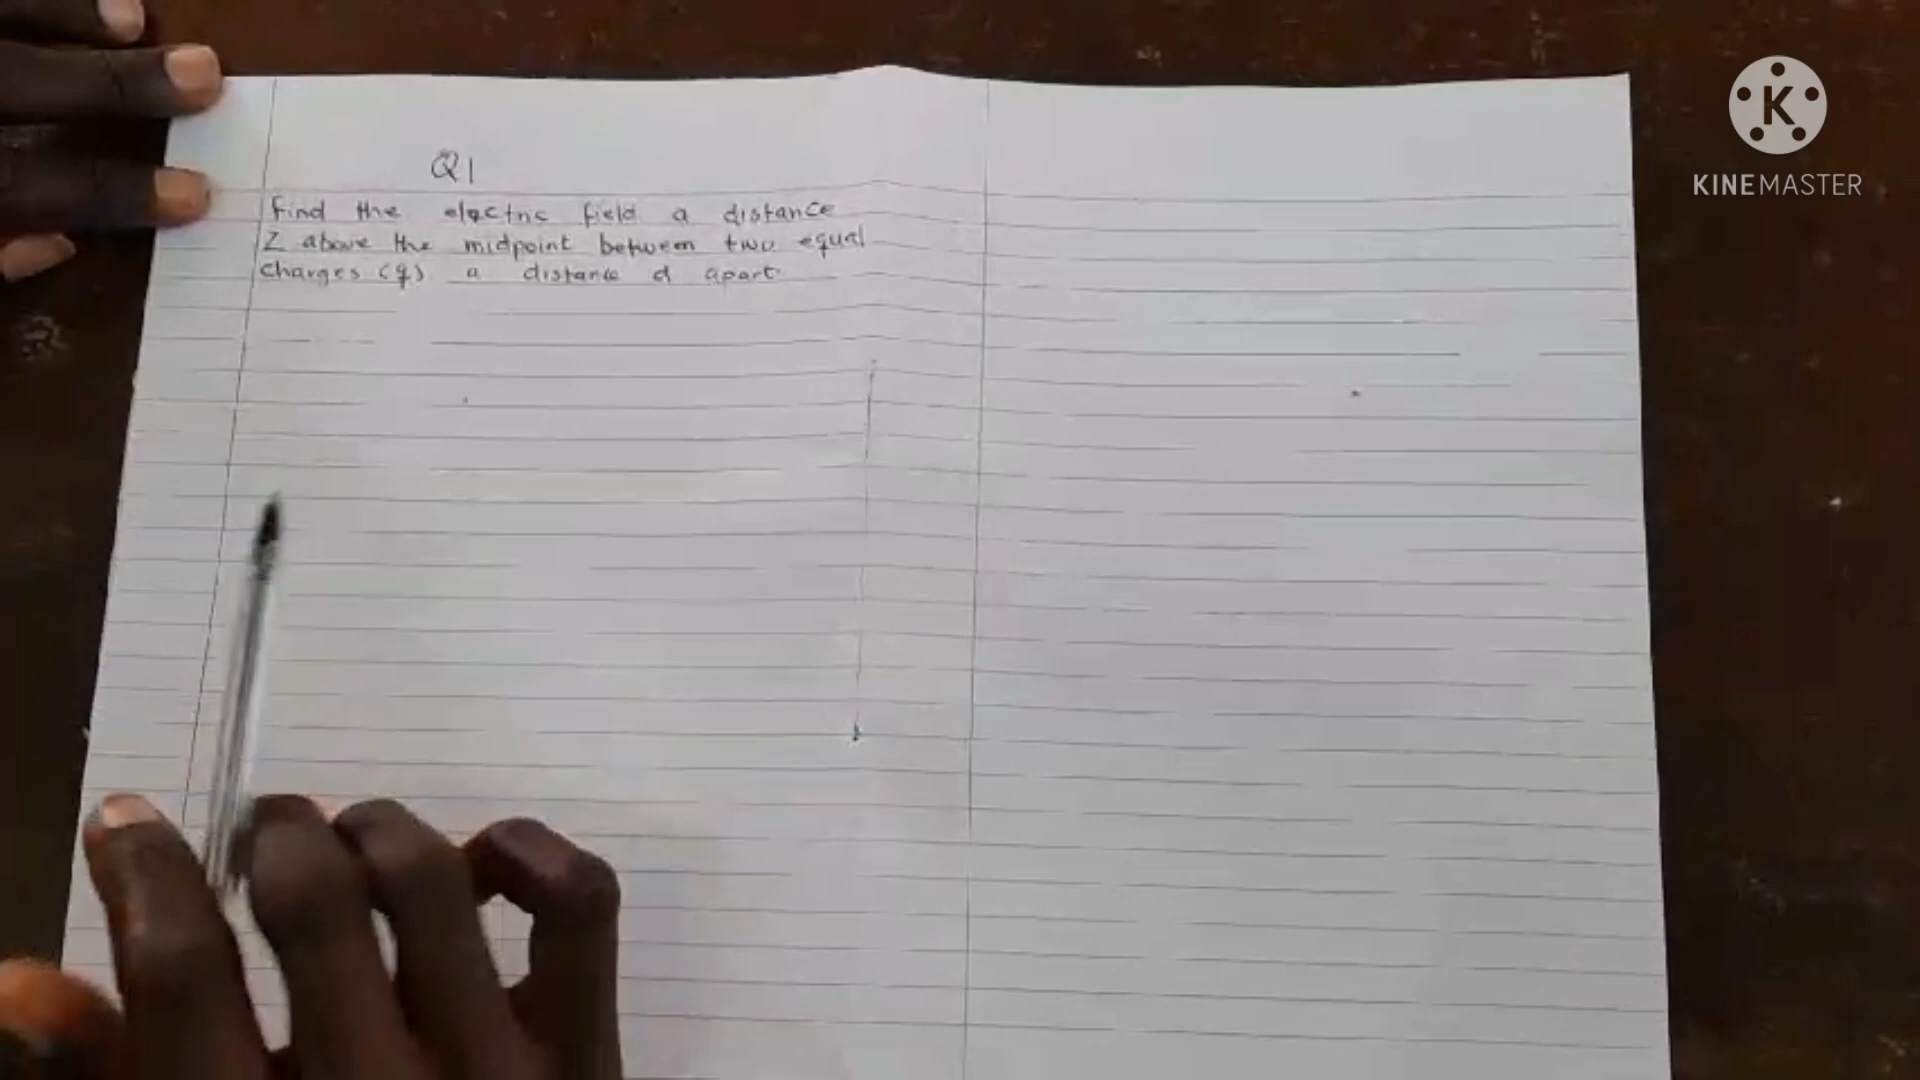 Q1
find the electric field a distance
Z above the midpoint between two equal
Charges (q) a distance d apart.
K
KINEMASTER